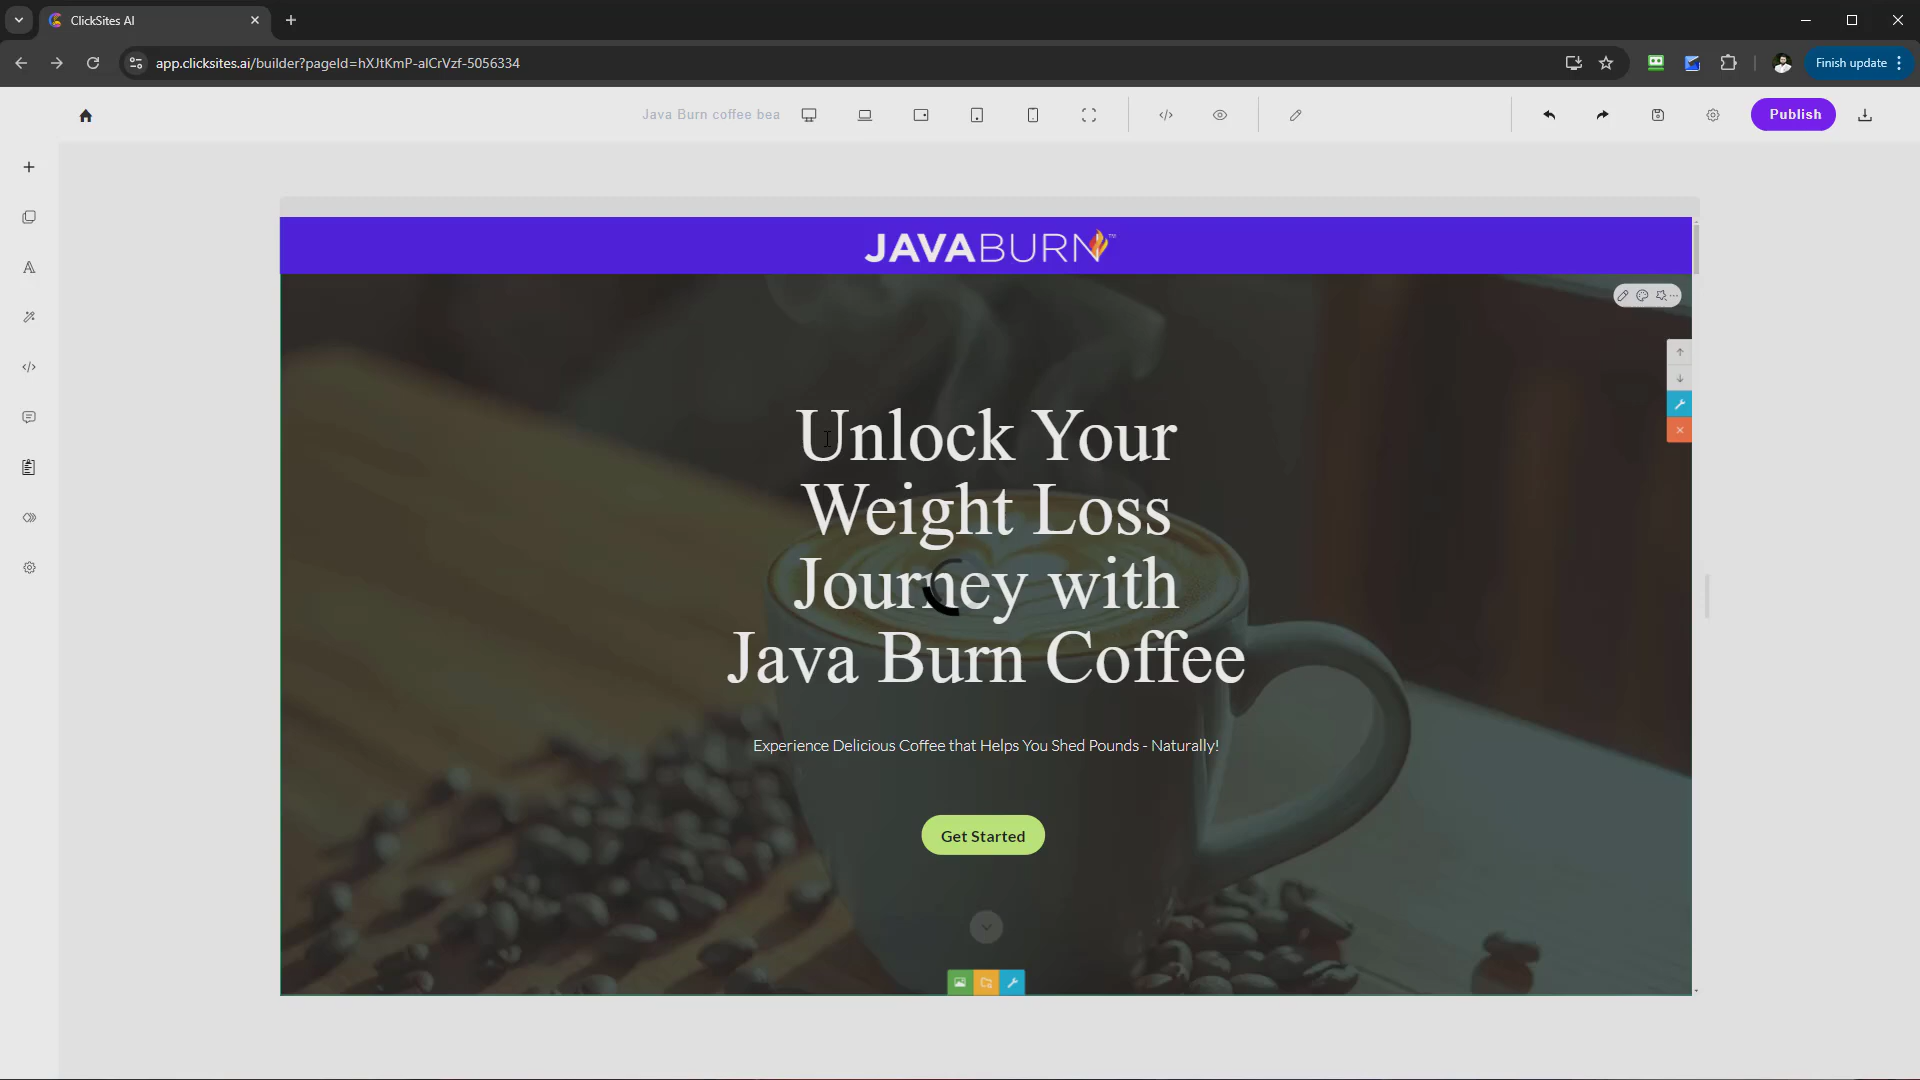 ClickSites AI
app.clicksites.ai/builder?pageId=hXJtKmP-alCrVzf-5056334
Finish update
Java Burn coffee bea
Publish
JAVABURN™
Unlock Your
Weight Loss
Journey with
Java Burn Coffee
Experience Delicious Coffee that Helps You Shed Pounds - Naturally!
Get Started